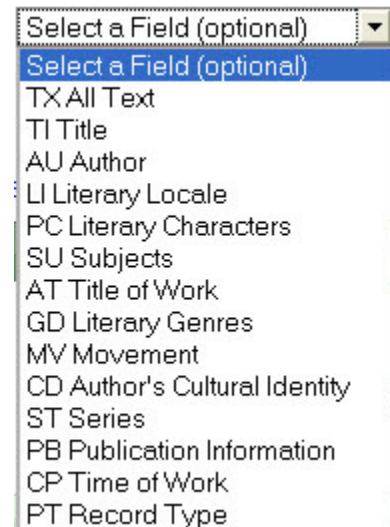 Select a Field (optional)
Select a Field (optional)
TX All Text
TI Title
AU Author
LI Literary Locale
PC Literary Characters
SU Subjects
AT Title of Work
GD Literary Genres
MV Movement
CD Author's Cultural Identity
ST Series
PB Publication Information
CP Time of Work
PT Record Type